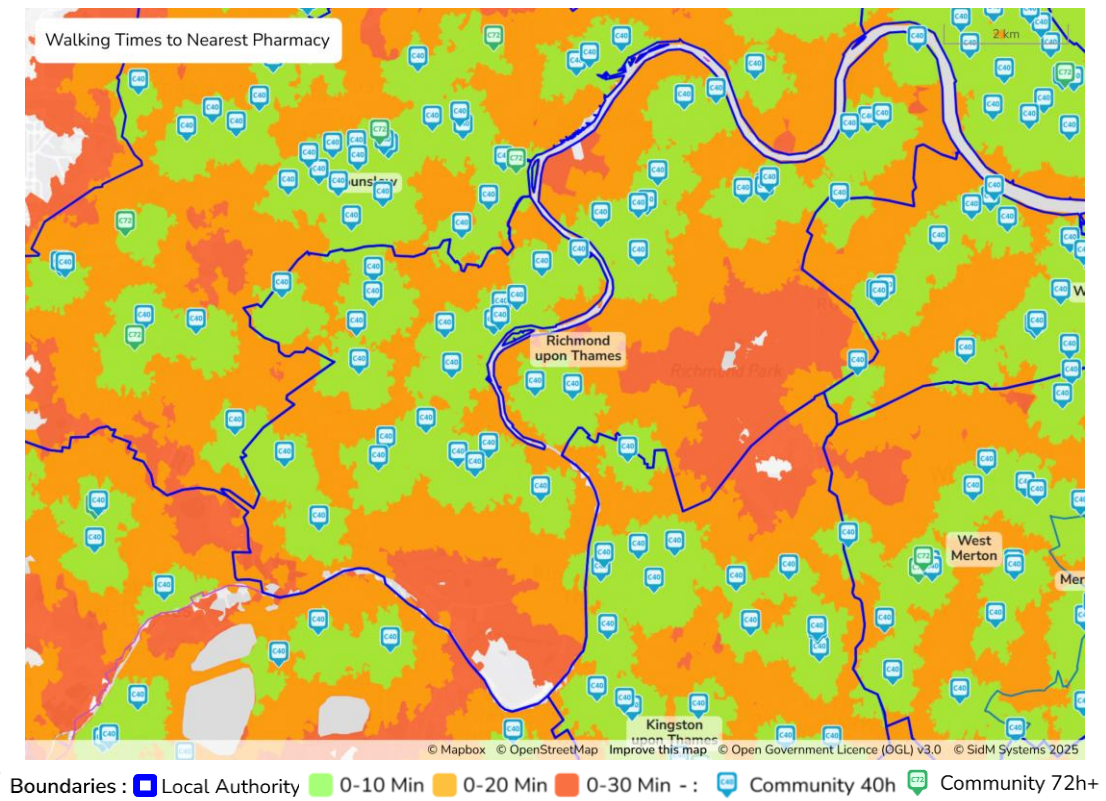 Walking Times to Nearest Pharmacy
2 km
Richmond
upon Thames
Richmond Park
West
Merton
Kingston
upon Thames
© Mapbox © OpenStreetMap Improve this map © Open Government Licence (OGL) v3.0 © SidM Systems 2025
Boundaries : Local Authority 0-10 Min 0-20 Min 0-30 Min - : C40 Community 40h C72 Community 72h+